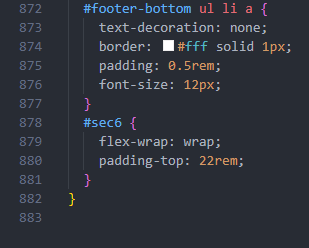 872 #footer-bottom ul li a {
873 text-decoration: none;
874 border: #fff solid 1px;
875 padding: 0.5rem;
876 font-size: 12px;
877 }
878 #sec6 {
879 flex-wrap: wrap;
880 padding-top: 22rem;
881 }
882 }
883